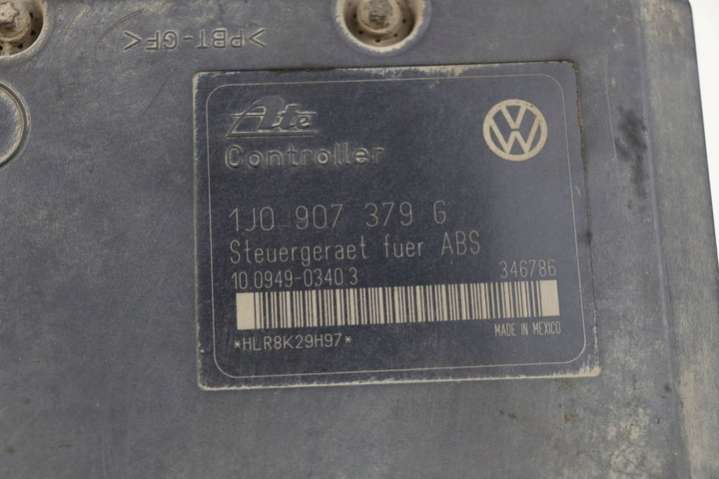 >PBT-GF<
Ate
Controller
1J0 907 379 G
Steuergeraet fuer ABS
10.0949-0340.3 346786
*HLR8K29H97*
MADE IN MEXICO